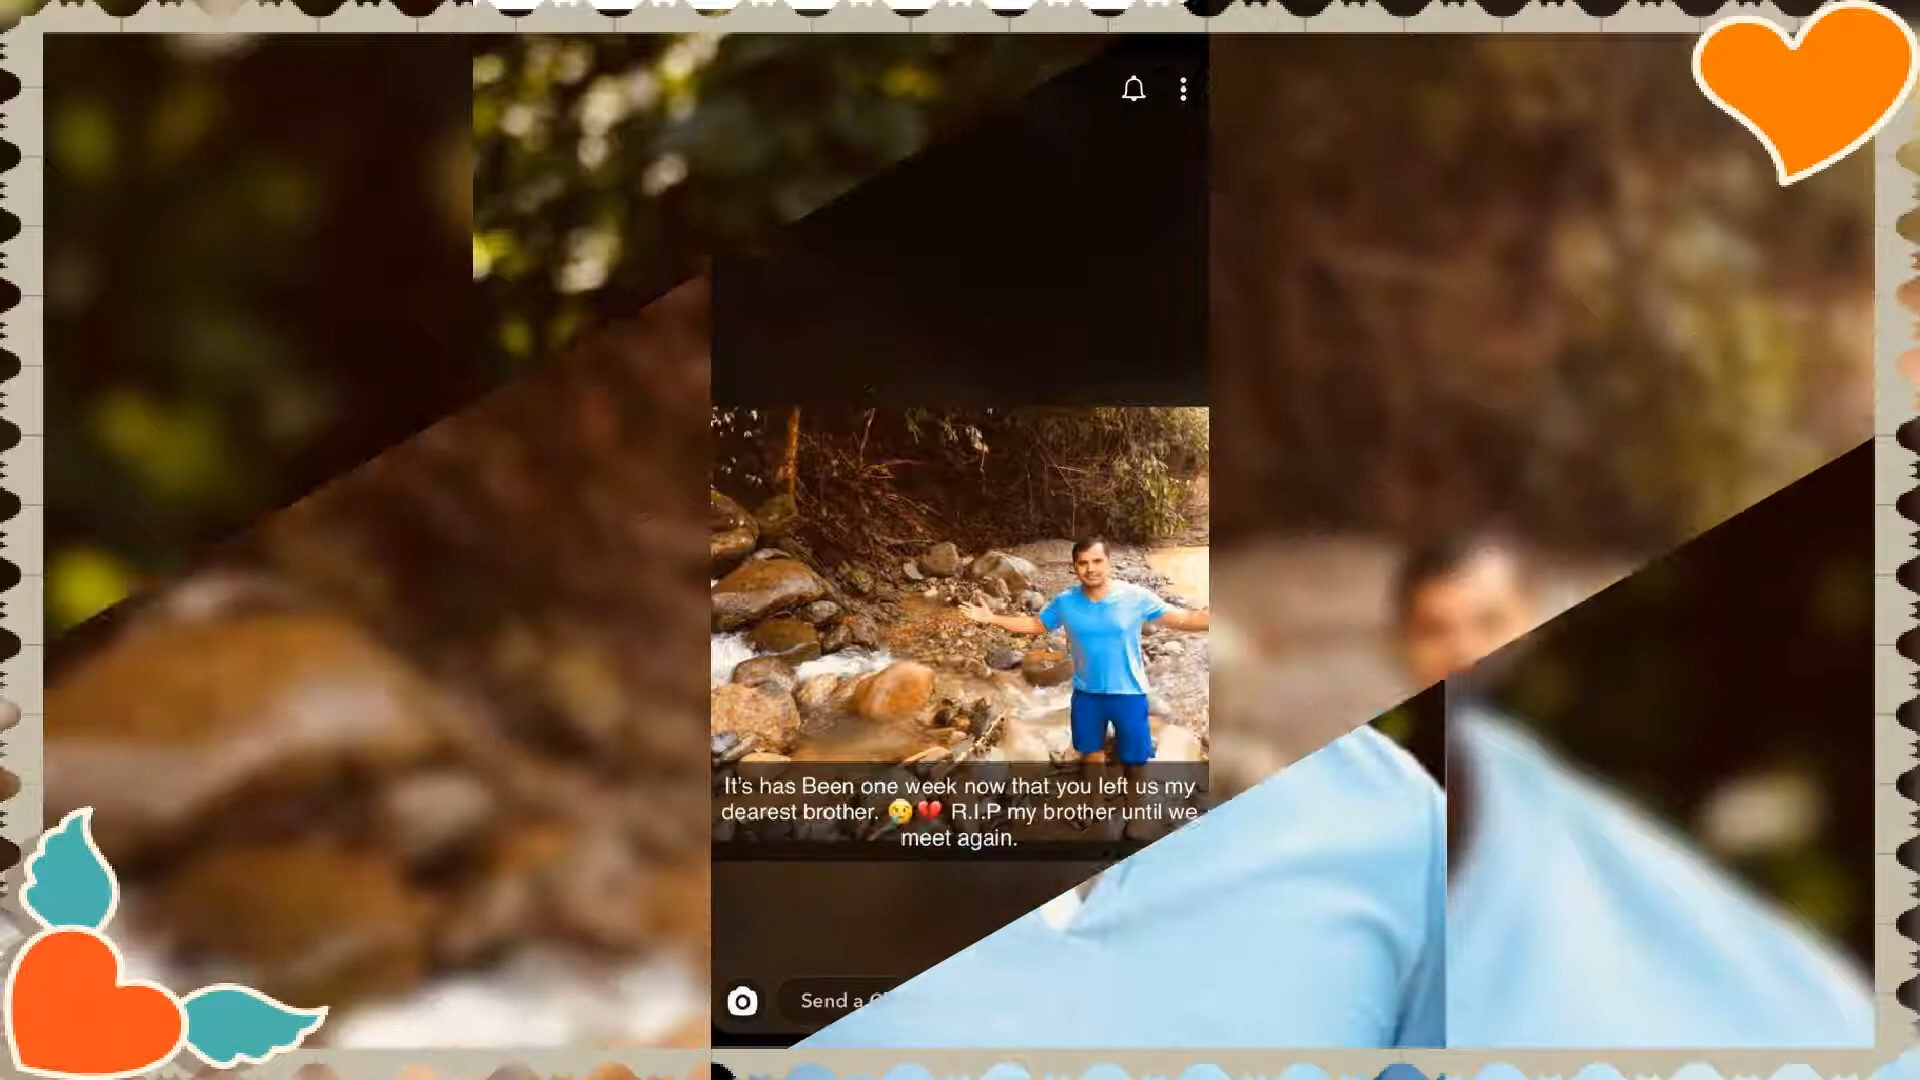 It's has Been one week now that you left us my
dearest brother. 😢💔 R.I.P my brother until we
meet again.
Send a